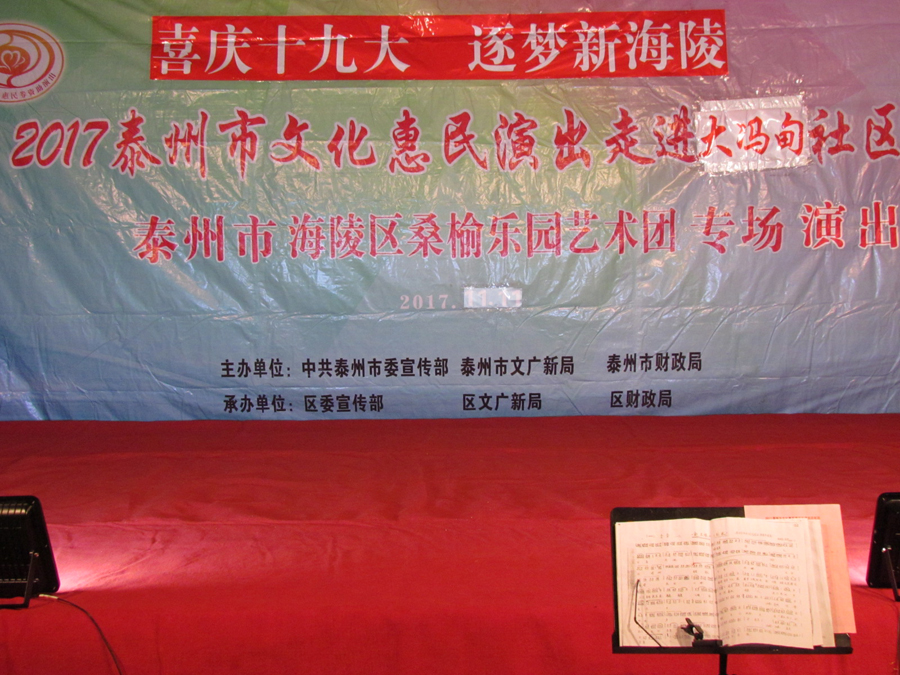 喜庆十九大 逐梦新海陵
2017泰州市文化惠民演出走进大冯甸社区
泰州市 海陵区桑榆乐园艺术团 专场 演出
2017.11.
主办单位：中共泰州市委宣传部 泰州市文广新局 泰州市财政局
承办单位：区委宣传部 区文广新局 区财政局